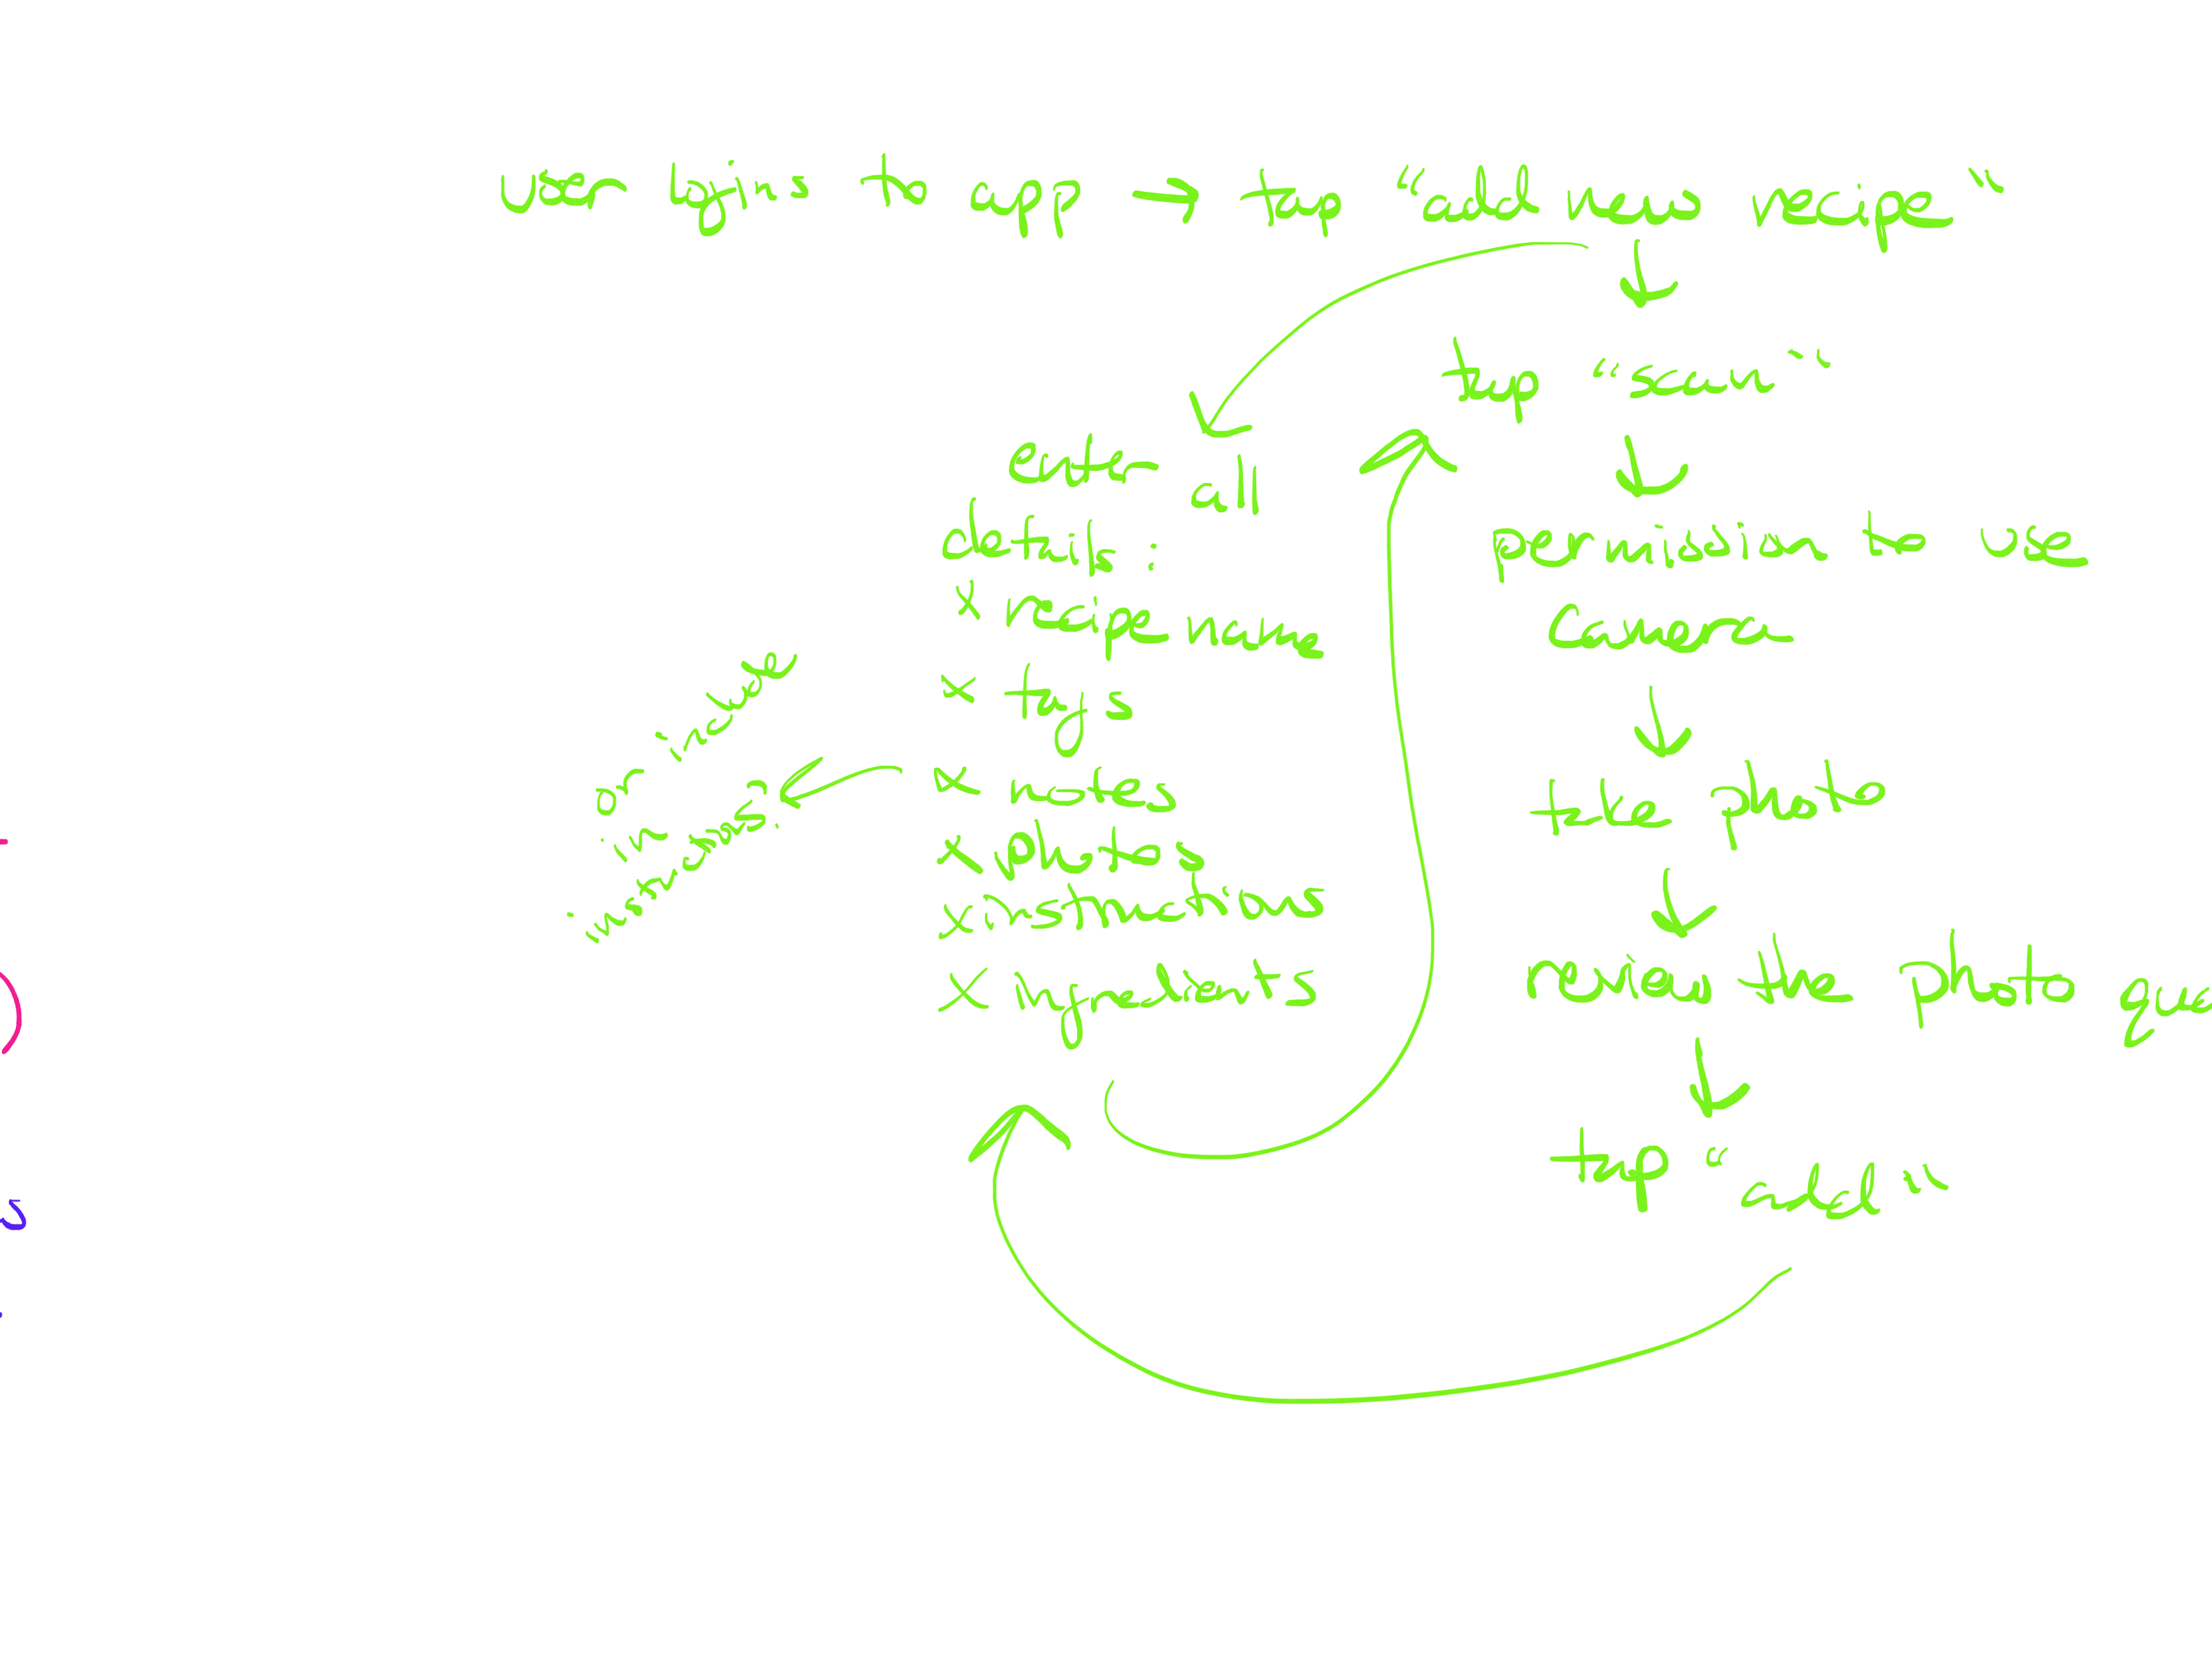 user logins to app → tap "add new recipe"
tap "scan"
permission to use
camera
take photo
review the photo
tap "add"
enter all
details:
x recipe name
x tags
x notes
x photos
x instructions
x ingredients
or include
in
instructions?